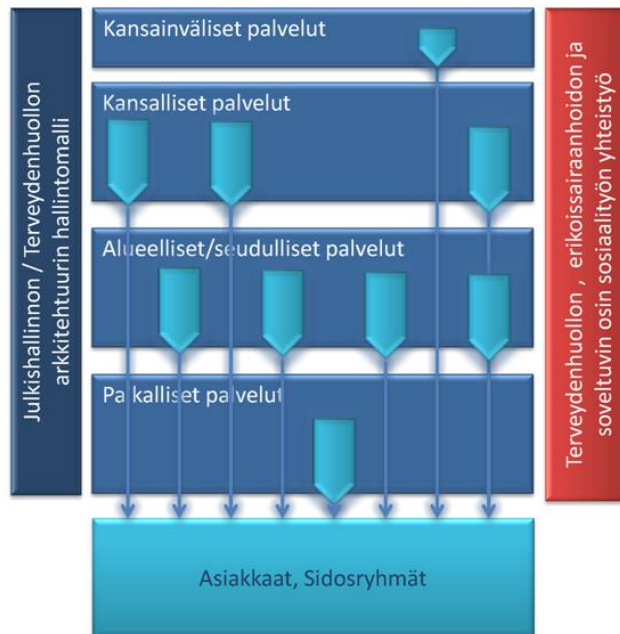 Julkishallinnon / Terveydenhuollon
arkkitehtuurin hallintomalli
Kansainväliset palvelut
Kansalliset palvelut
Alueelliset/seudulliset palvelut
Paikalliset palvelut
Asiakkaat, Sidosryhmät
Terveydenhuollon , erikoissairaanhoidon ja
soveltuvin osin sosiaalityön yhteistyö